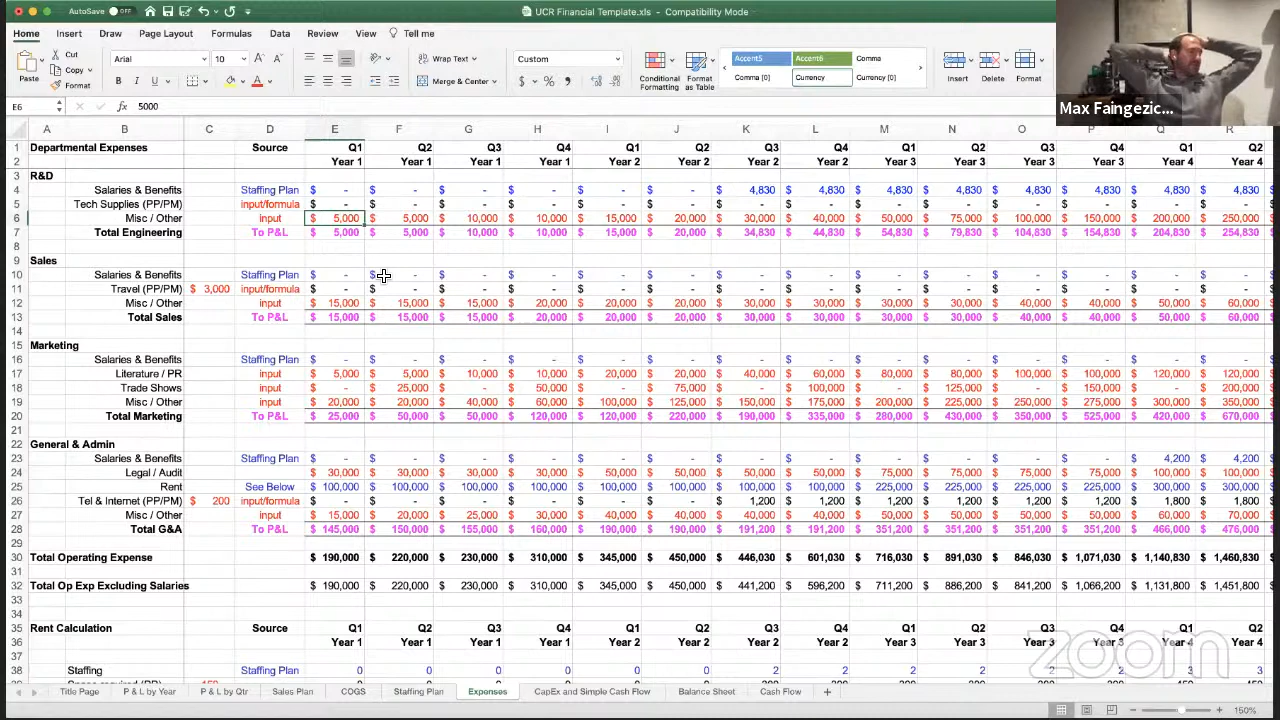 AutoSave OFF UCR Financial Template.xls - Compatibility Mode
Home Insert Draw Page Layout Formulas Data Review View Tell me
Paste Cut Copy Format Arial 10 Wrap Text Merge & Center Custom Conditional Formatting Format as Table Accent5 Accent6 Comma Comma [0] Currency Currency [0] Insert Delete Format
Max Faingezic...
E6 fx 5000
A B C D E F G H I J K L M N O P Q R
1 Departmental Expenses Source Q1 Q2 Q3 Q4 Q1 Q2 Q3 Q4 Q1 Q2 Q3 Q4 Q1 Q2
2 Year 1 Year 1 Year 1 Year 1 Year 2 Year 2 Year 2 Year 2 Year 3 Year 3 Year 3 Year 3 Year 4 Year 4
3 R&D
4 Salaries & Benefits Staffing Plan $ - $ - $ - $ - $ - $ - $ 4,830 $ 4,830 $ 4,830 $ 4,830 $ 4,830 $ 4,830 $ 4,830 $ 4,830
5 Tech Supplies (PP/PM) input/formula $ - $ - $ - $ - $ - $ - $ - $ - $ - $ - $ - $ - $ - $ -
6 Misc / Other input $ 5,000 $ 5,000 $ 10,000 $ 10,000 $ 15,000 $ 20,000 $ 30,000 $ 40,000 $ 50,000 $ 75,000 $ 100,000 $ 150,000 $ 200,000 $ 250,000
7 Total Engineering To P&L $ 5,000 $ 5,000 $ 10,000 $ 10,000 $ 15,000 $ 20,000 $ 34,830 $ 44,830 $ 54,830 $ 79,830 $ 104,830 $ 154,830 $ 204,830 $ 254,830
8
9 Sales
10 Salaries & Benefits Staffing Plan $ - $ - $ - $ - $ - $ - $ - $ - $ - $ - $ - $ - $ - $ -
11 Travel (PP/PM) $ 3,000 input/formula $ - $ - $ - $ - $ - $ - $ - $ - $ - $ - $ - $ - $ - $ -
12 Misc / Other input $ 15,000 $ 15,000 $ 15,000 $ 20,000 $ 20,000 $ 20,000 $ 30,000 $ 30,000 $ 30,000 $ 30,000 $ 40,000 $ 40,000 $ 50,000 $ 60,000
13 Total Sales To P&L $ 15,000 $ 15,000 $ 15,000 $ 20,000 $ 20,000 $ 20,000 $ 30,000 $ 30,000 $ 30,000 $ 30,000 $ 40,000 $ 40,000 $ 50,000 $ 60,000
14
15 Marketing
16 Salaries & Benefits Staffing Plan $ - $ - $ - $ - $ - $ - $ - $ - $ - $ - $ - $ - $ - $ -
17 Literature / PR input $ 5,000 $ 5,000 $ 10,000 $ 10,000 $ 20,000 $ 20,000 $ 40,000 $ 60,000 $ 80,000 $ 80,000 $ 100,000 $ 100,000 $ 120,000 $ 120,000
18 Trade Shows input $ - $ 25,000 $ - $ 50,000 $ - $ 75,000 $ - $ 100,000 $ - $ 125,000 $ - $ 150,000 $ - $ 200,000
19 Misc / Other input $ 20,000 $ 20,000 $ 40,000 $ 60,000 $ 100,000 $ 125,000 $ 150,000 $ 175,000 $ 200,000 $ 225,000 $ 250,000 $ 275,000 $ 300,000 $ 350,000
20 Total Marketing To P&L $ 25,000 $ 50,000 $ 50,000 $ 120,000 $ 120,000 $ 220,000 $ 190,000 $ 335,000 $ 280,000 $ 430,000 $ 350,000 $ 525,000 $ 420,000 $ 670,000
21
22 General & Admin
23 Salaries & Benefits Staffing Plan $ - $ - $ - $ - $ - $ - $ - $ - $ - $ - $ - $ - $ 4,200 $ 4,200
24 Legal / Audit input $ 30,000 $ 30,000 $ 30,000 $ 30,000 $ 50,000 $ 50,000 $ 50,000 $ 50,000 $ 75,000 $ 75,000 $ 75,000 $ 75,000 $ 100,000 $ 100,000
25 Rent See Below $ 100,000 $ 100,000 $ 100,000 $ 100,000 $ 100,000 $ 100,000 $ 100,000 $ 100,000 $ 225,000 $ 225,000 $ 225,000 $ 225,000 $ 300,000 $ 300,000
26 Tel & Internet (PP/PM) $ 200 input/formula $ - $ - $ - $ - $ - $ - $ 1,200 $ 1,200 $ 1,200 $ 1,200 $ 1,200 $ 1,200 $ 1,800 $ 1,800
27 Misc / Other input $ 15,000 $ 20,000 $ 25,000 $ 30,000 $ 40,000 $ 40,000 $ 40,000 $ 40,000 $ 50,000 $ 50,000 $ 50,000 $ 50,000 $ 60,000 $ 70,000
28 Total G&A To P&L $ 145,000 $ 150,000 $ 155,000 $ 160,000 $ 190,000 $ 190,000 $ 191,200 $ 191,200 $ 351,200 $ 351,200 $ 351,200 $ 351,200 $ 466,000 $ 476,000
29
30 Total Operating Expense $ 190,000 $ 220,000 $ 230,000 $ 310,000 $ 345,000 $ 450,000 $ 446,030 $ 601,030 $ 716,030 $ 891,030 $ 846,030 $ 1,071,030 $ 1,140,830 $ 1,460,830
31
32 Total Op Exp Excluding Salaries $ 190,000 $ 220,000 $ 230,000 $ 310,000 $ 345,000 $ 450,000 $ 441,200 $ 596,200 $ 711,200 $ 886,200 $ 841,200 $ 1,066,200 $ 1,131,800 $ 1,451,800
33
34
35 Rent Calculation Source Q1 Q2 Q3 Q4 Q1 Q2 Q3 Q4 Q1 Q2 Q3 Q4 Q1 Q2
36 Year 1 Year 1 Year 1 Year 1 Year 2 Year 2 Year 2 Year 2 Year 3 Year 3 Year 3 Year 3 Year 4 Year 4
37
38 Staffing Staffing Plan 0 0 0 0 0 0 2 2 2 2 2 2 3 3
zoom
Title Page P & L by Year P & L by Qtr Sales Plan COGS Staffing Plan Expenses CapEx and Simple Cash Flow Balance Sheet Cash Flow +
150%